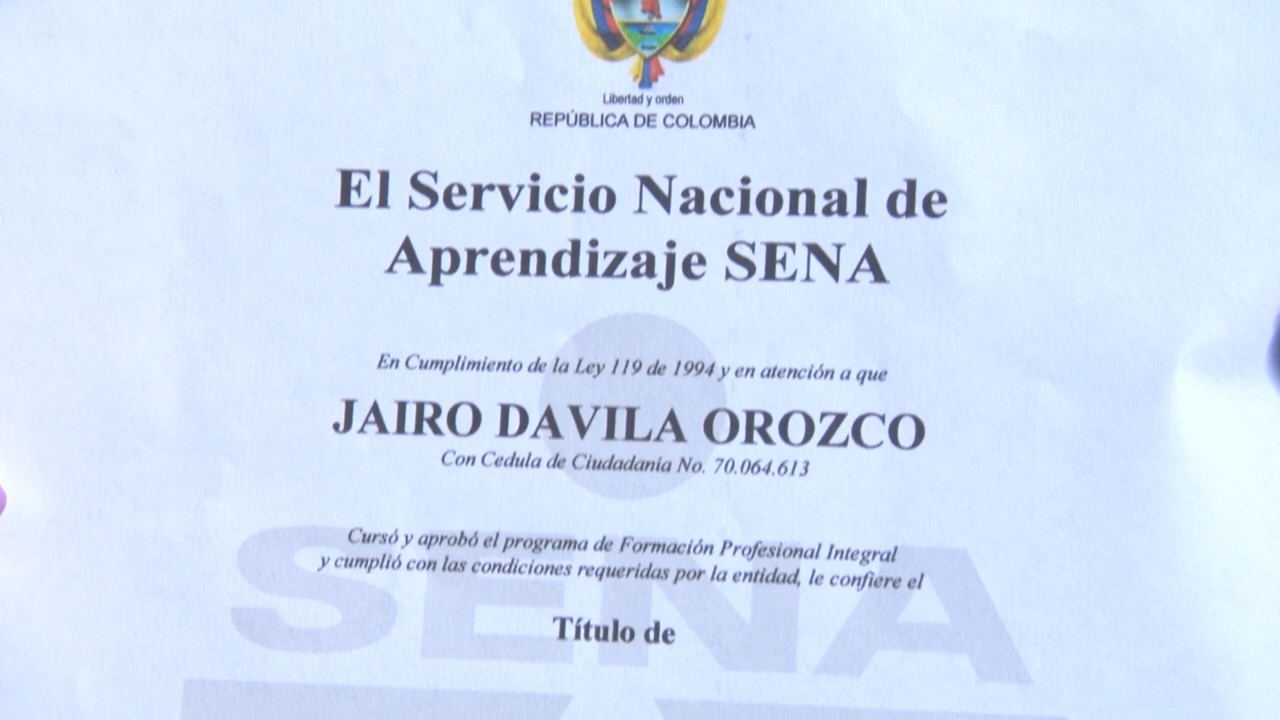 Libertad y orden
REPÚBLICA DE COLOMBIA
El Servicio Nacional de
Aprendizaje SENA
En Cumplimiento de la Ley 119 de 1994 y en atención a que
JAIRO DAVILA OROZCO
Con Cedula de Ciudadania No. 70.064.613
Cursó y aprobó el programa de Formación Profesional Integral
y cumplió con las condiciones requeridas por la entidad, le confiere el
SENA
Título de